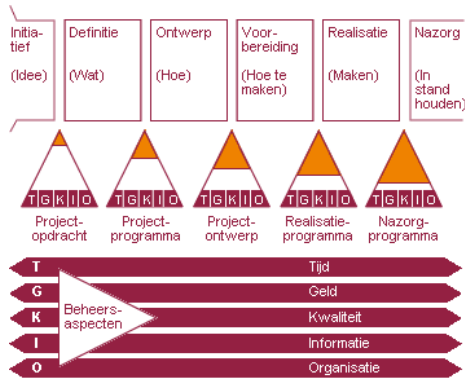 Initia-
tief
(Idee)
Definitie
(Wat)
Ontwerp
(Hoe)
Voor-
bereiding
(Hoe te
maken)
Realisatie
(Maken)
Nazorg
(In
stand
houden)
T G K I O
Project-
opdracht
T G K I O
Project-
programma
T G K I O
Project-
ontwerp
T G K I O
Realisatie-
programma
T G K I O
Nazorg-
programma
T Tijd
G Geld
Beheers-
aspecten
K Kwaliteit
I Informatie
O Organisatie